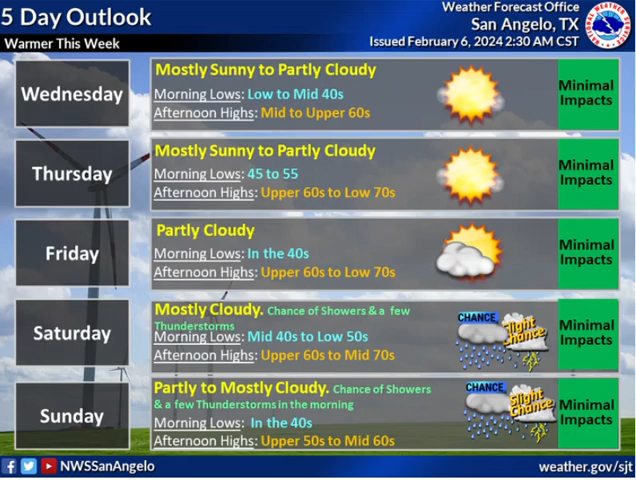 5 Day Outlook
Weather Forecast Office
San Angelo, TX
Warmer This Week
Issued February 6, 2024 2:30 AM CST
Wednesday
Mostly Sunny to Partly Cloudy
Morning Lows: Low to Mid 40s
Afternoon Highs: Mid to Upper 60s
Minimal
Impacts
Thursday
Mostly Sunny to Partly Cloudy
Morning Lows: 45 to 55
Afternoon Highs: Upper 60s to Low 70s
Minimal
Impacts
Friday
Partly Cloudy
Morning Lows: In the 40s
Afternoon Highs: Upper 60s to Low 70s
Minimal
Impacts
Saturday
Mostly Cloudy. Chance of Showers & a few
Thunderstorms
Morning Lows: Mid 40s to Low 50s
Afternoon Highs: Upper 60s to Mid 70s
CHANCE
Slight
Chance
Minimal
Impacts
Sunday
Partly to Mostly Cloudy. Chance of Showers
& a few Thunderstorms in the morning
Morning Lows: In the 40s
Afternoon Highs: Upper 50s to Mid 60s
CHANCE
Slight
Chance
Minimal
Impacts
NWSSanAngelo
weather.gov/sjt